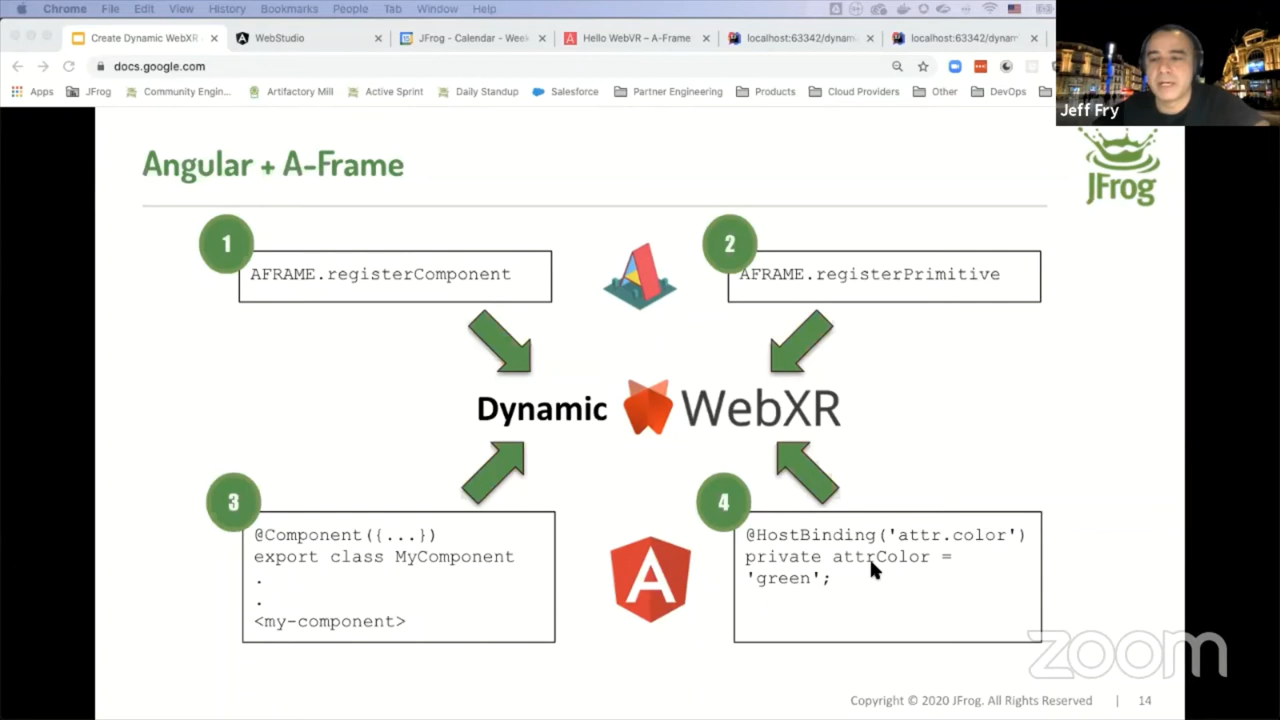 Chrome File Edit View History Bookmarks People Tab Window Help
Create Dynamic WebXR
WebStudio
JFrog - Calendar - Week
Hello WebVR – A-Frame
localhost:63342/dynam
localhost:63342/dynam
docs.google.com
Apps JFrog Community Engin... Artifactory Mill Active Sprint Daily Standup Salesforce Partner Engineering Products Cloud Providers Other DevOps
Jeff Fry
Angular + A-Frame
JFrog
1
AFRAME.registerComponent
2
AFRAME.registerPrimitive
Dynamic WebXR
3
@Component({...})
export class MyComponent
.
.
<my-component>
A
4
@HostBinding('attr.color')
private attrColor =
'green';
zoom
Copyright © 2020 JFrog. All Rights Reserved | 14